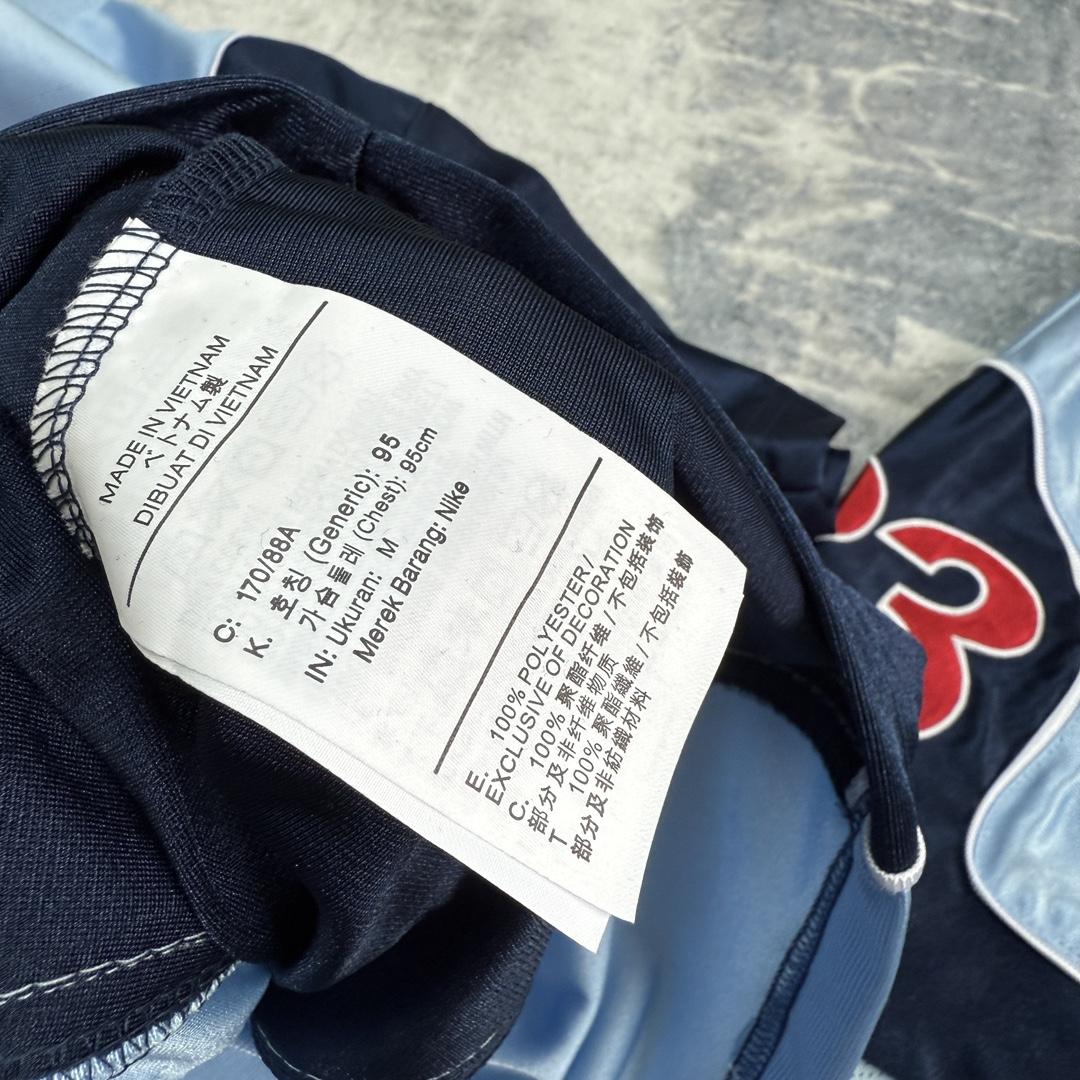 MADE IN VIETNAM
ベトナム製
DIBUAT DI VIETNAM
C: 170/88A
K. 호칭 (Generic): 95
가슴둘레 (Chest): 95cm
IN: Ukuran: M
Merek Barang: Nike
E. 100% POLYESTER/
EXCLUSIVE OF DECORATION
C. 100% 聚酯纤维 / 不包括装饰
部分及非纤维物质
T 100% 聚酯纖維 / 不包括裝飾
部分及非紡織材料
3